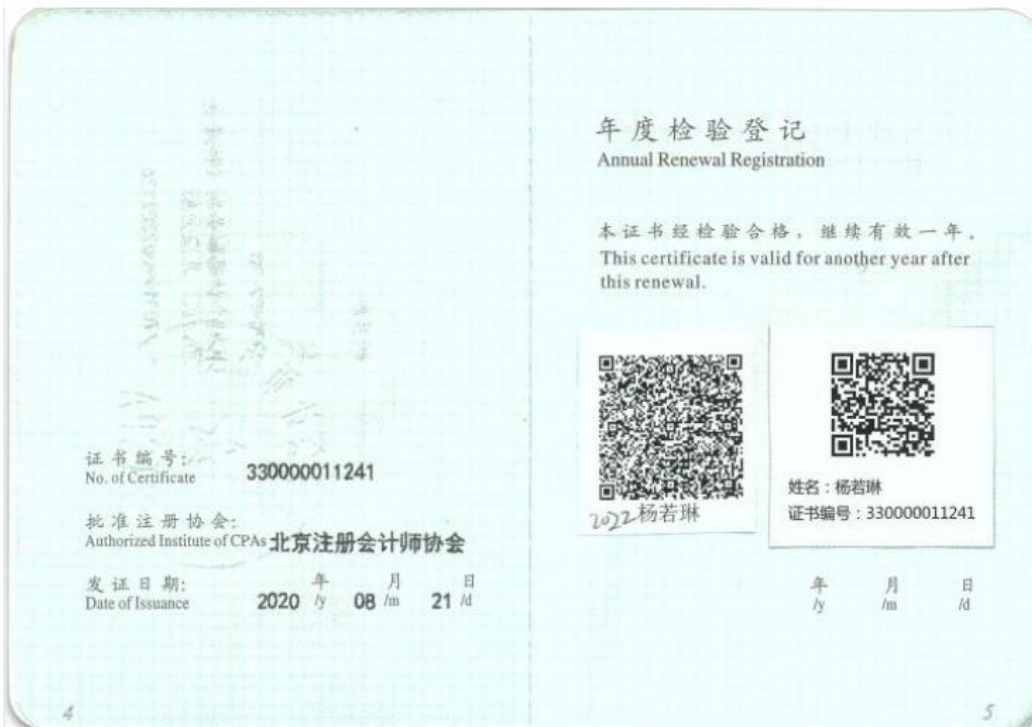 证书编号:
No. of Certificate
330000011241
批准注册协会:
Authorized Institute of CPAs 北京注册会计师协会
发证日期:
Date of Issuance
2020 年 /y 08 月 /m 21 日 /d
4
年度检验登记
Annual Renewal Registration
本证书经检验合格，继续有效一年.
This certificate is valid for another year after
this renewal.
2022 杨若琳
姓名：杨若琳
证书编号：330000011241
年 月 日
/y /m /d
5